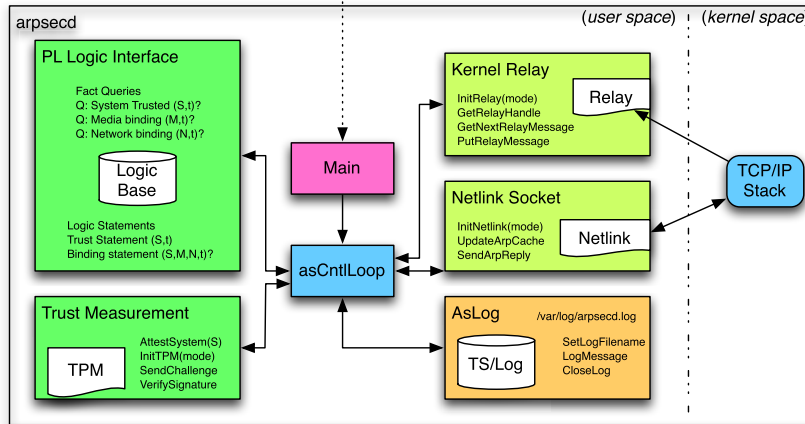 arpsecd
(user space)
(kernel space)
PL Logic Interface
Fact Queries
Q: System Trusted (S,t)?
Q: Media binding (M,t)?
Q: Network binding (N,t)?
Logic
Base
Logic Statements
Trust Statement (S,t)
Binding statement (S,M,N,t)?
Trust Measurement
TPM
AttestSystem(S)
InitTPM(mode)
SendChallenge
VerifySignature
Main
asCntlLoop
Kernel Relay
InitRelay(mode)
GetRelayHandle
GetNextRelayMessage
PutRelayMessage
Relay
Netlink Socket
InitNetlink(mode)
UpdateArpCache
SendArpReply
Netlink
AsLog
/var/log/arpsecd.log
TS/Log
SetLogFilename
LogMessage
CloseLog
TCP/IP
Stack